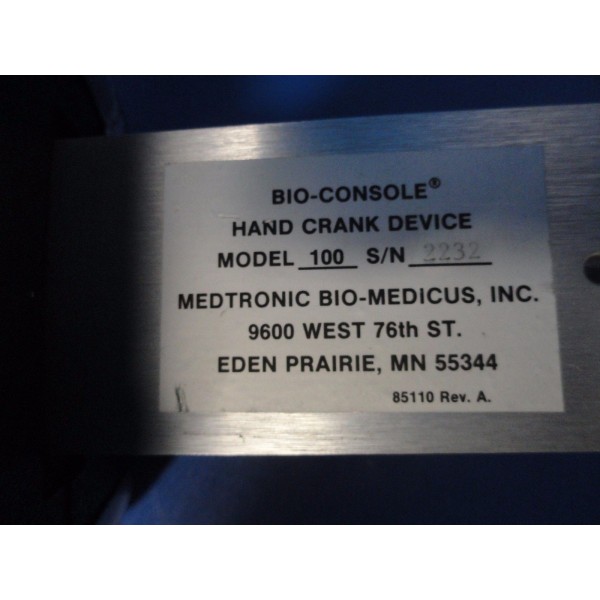 BIO-CONSOLE®
HAND CRANK DEVICE
MODEL 100 S/N 2232
MEDTRONIC BIO-MEDICUS, INC.
9600 WEST 76th ST.
EDEN PRAIRIE, MN 55344
85110 Rev. A.